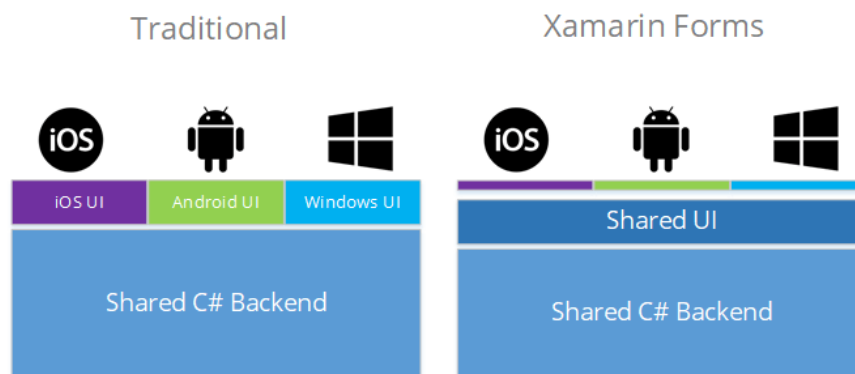 Traditional
Xamarin Forms
iOS
iOS
iOS UI
Android UI
Windows UI
Shared UI
Shared C# Backend
Shared C# Backend